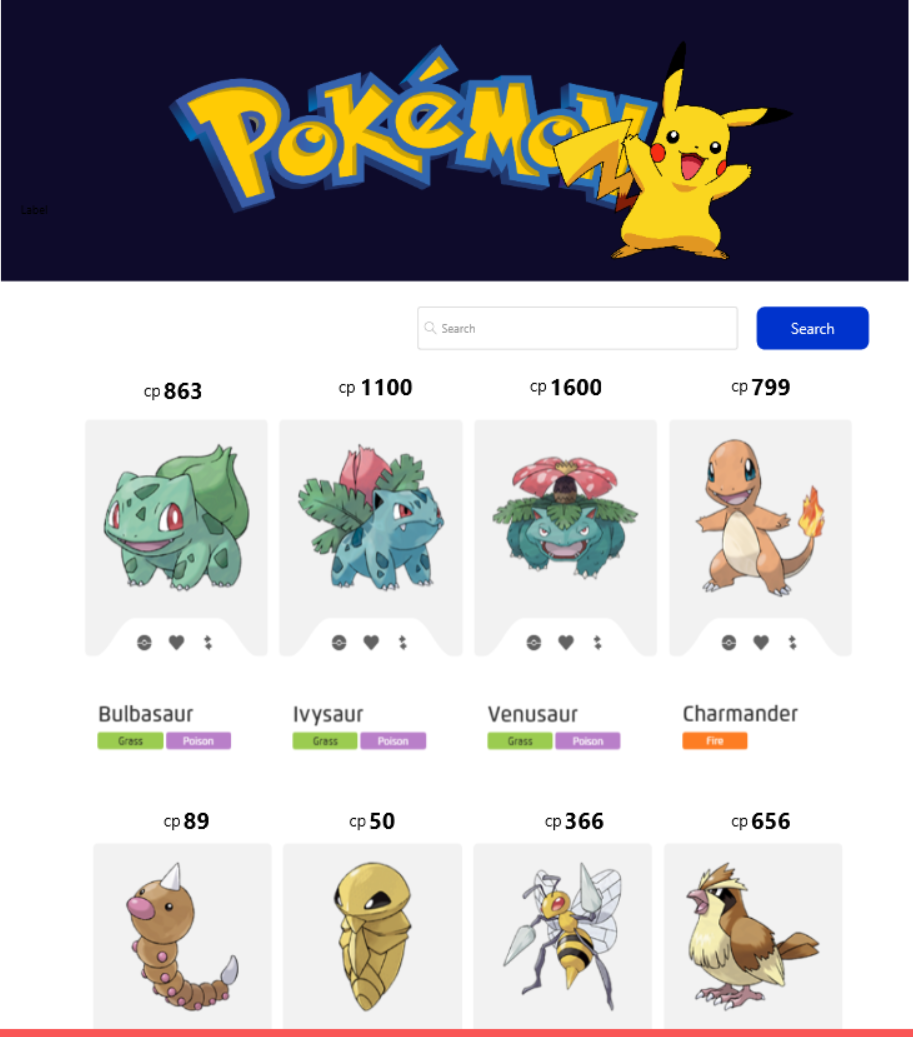 POKÉMON
Label
Search
Search
cp 863
cp 1100
cp 1600
cp 799
Bulbasaur
Ivysaur
Venusaur
Charmander
Grass Poison
Grass Poison
Grass Poison
Fire
cp 89
cp 50
cp 366
cp 656